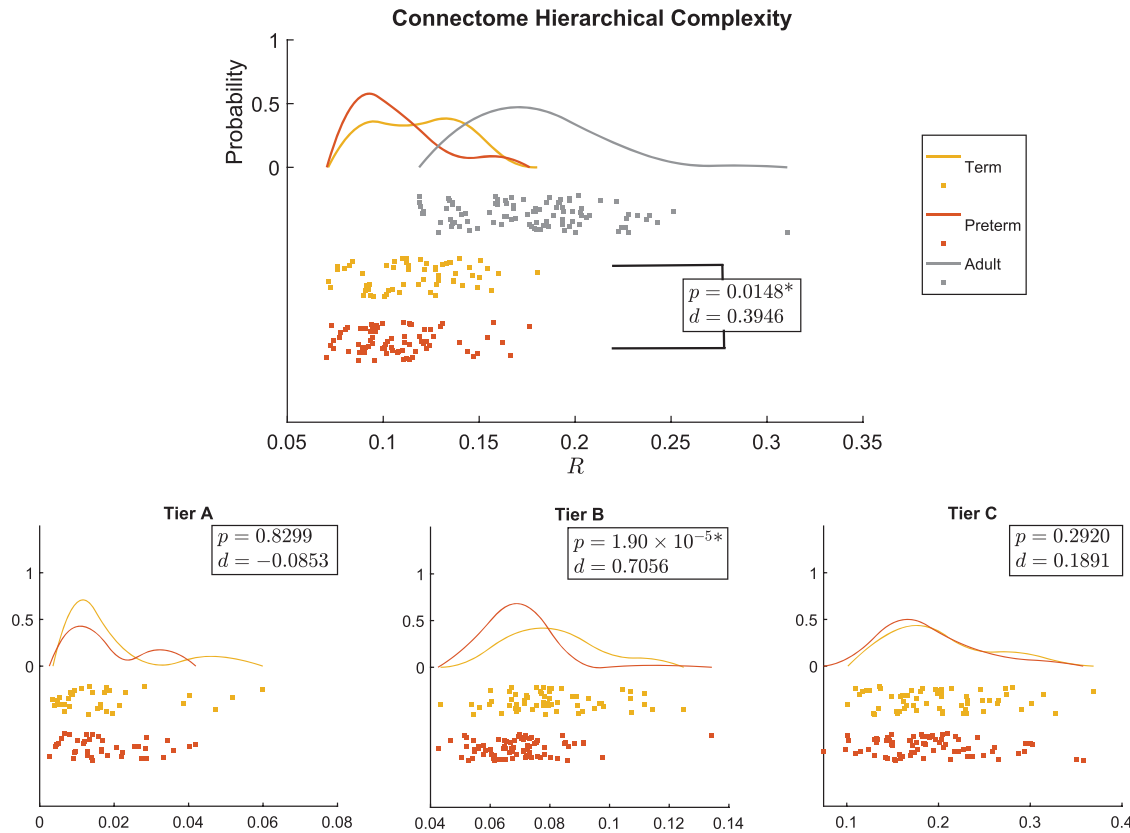 Connectome Hierarchical Complexity
1
0.5
0
Probability
Term
Preterm
Adult
p = 0.0148*
d = 0.3946
0.05 0.1 0.15 0.2 0.25 0.3 0.35
R
Tier A
p = 0.8299
d = −0.0853
1
0.5
0
0 0.02 0.04 0.06 0.08
Tier B
p = 1.90 × 10⁻⁵*
d = 0.7056
1
0.5
0
0.04 0.06 0.08 0.1 0.12 0.14
Tier C
p = 0.2920
d = 0.1891
1
0.5
0
0.1 0.2 0.3 0.4